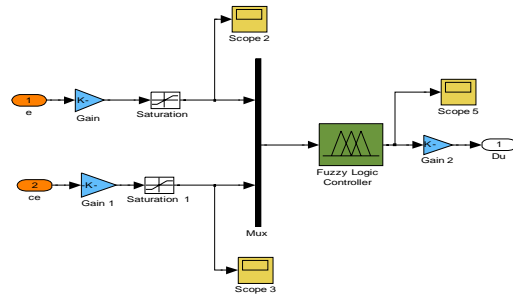 Scope 2
1
K-
e
Gain
Saturation
Scope 5
K-
1
Fuzzy Logic
Controller
Gain 2
Du
2
-K-
ce
Gain 1
Saturation 1
Mux
Scope 3